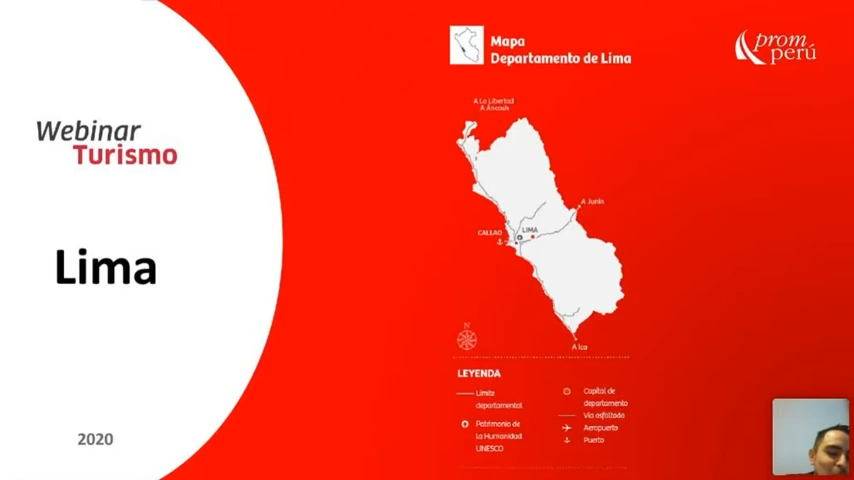 Webinar
Turismo
Lima
2020
Mapa
Departamento de Lima
prom
perú
A La Libertad
A Áncash
A Junín
CALLAO
LIMA
N
A Ica
LEYENDA
Límite
departamental
Patrimonio de
la Humanidad
UNESCO
Capital de
departamento
Vía asfaltada
Aeropuerto
Puerto